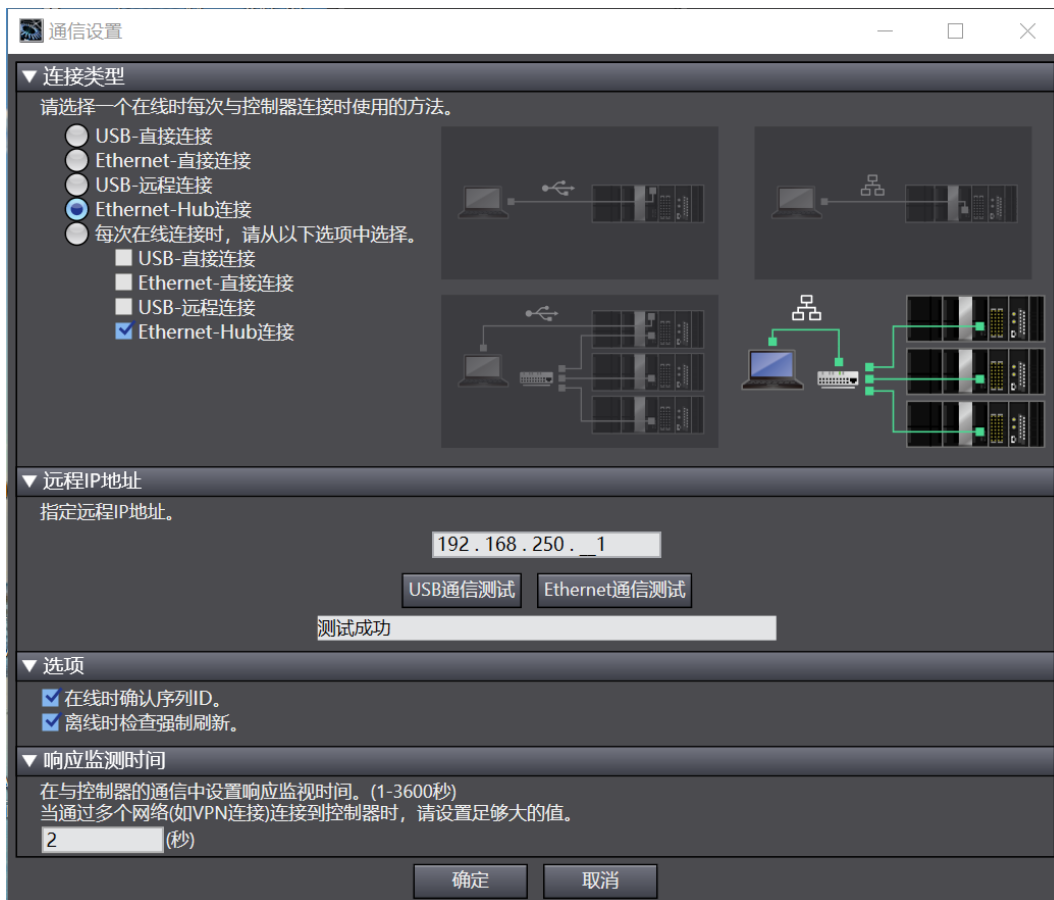 通信设置
▼ 连接类型
请选择一个在线时每次与控制器连接时使用的方法。
USB-直接连接
Ethernet-直接连接
USB-远程连接
Ethernet-Hub连接
每次在线连接时，请从以下选项中选择。
USB-直接连接
Ethernet-直接连接
USB-远程连接
Ethernet-Hub连接
▼ 远程IP地址
指定远程IP地址。
192 . 168 . 250 . __1
USB通信测试 Ethernet通信测试
测试成功
▼ 选项
在线时确认序列ID。
离线时检查强制刷新。
▼ 响应监测时间
在与控制器的通信中设置响应监视时间。(1-3600秒)
当通过多个网络(如VPN连接)连接到控制器时，请设置足够大的值。
2 (秒)
确定 取消